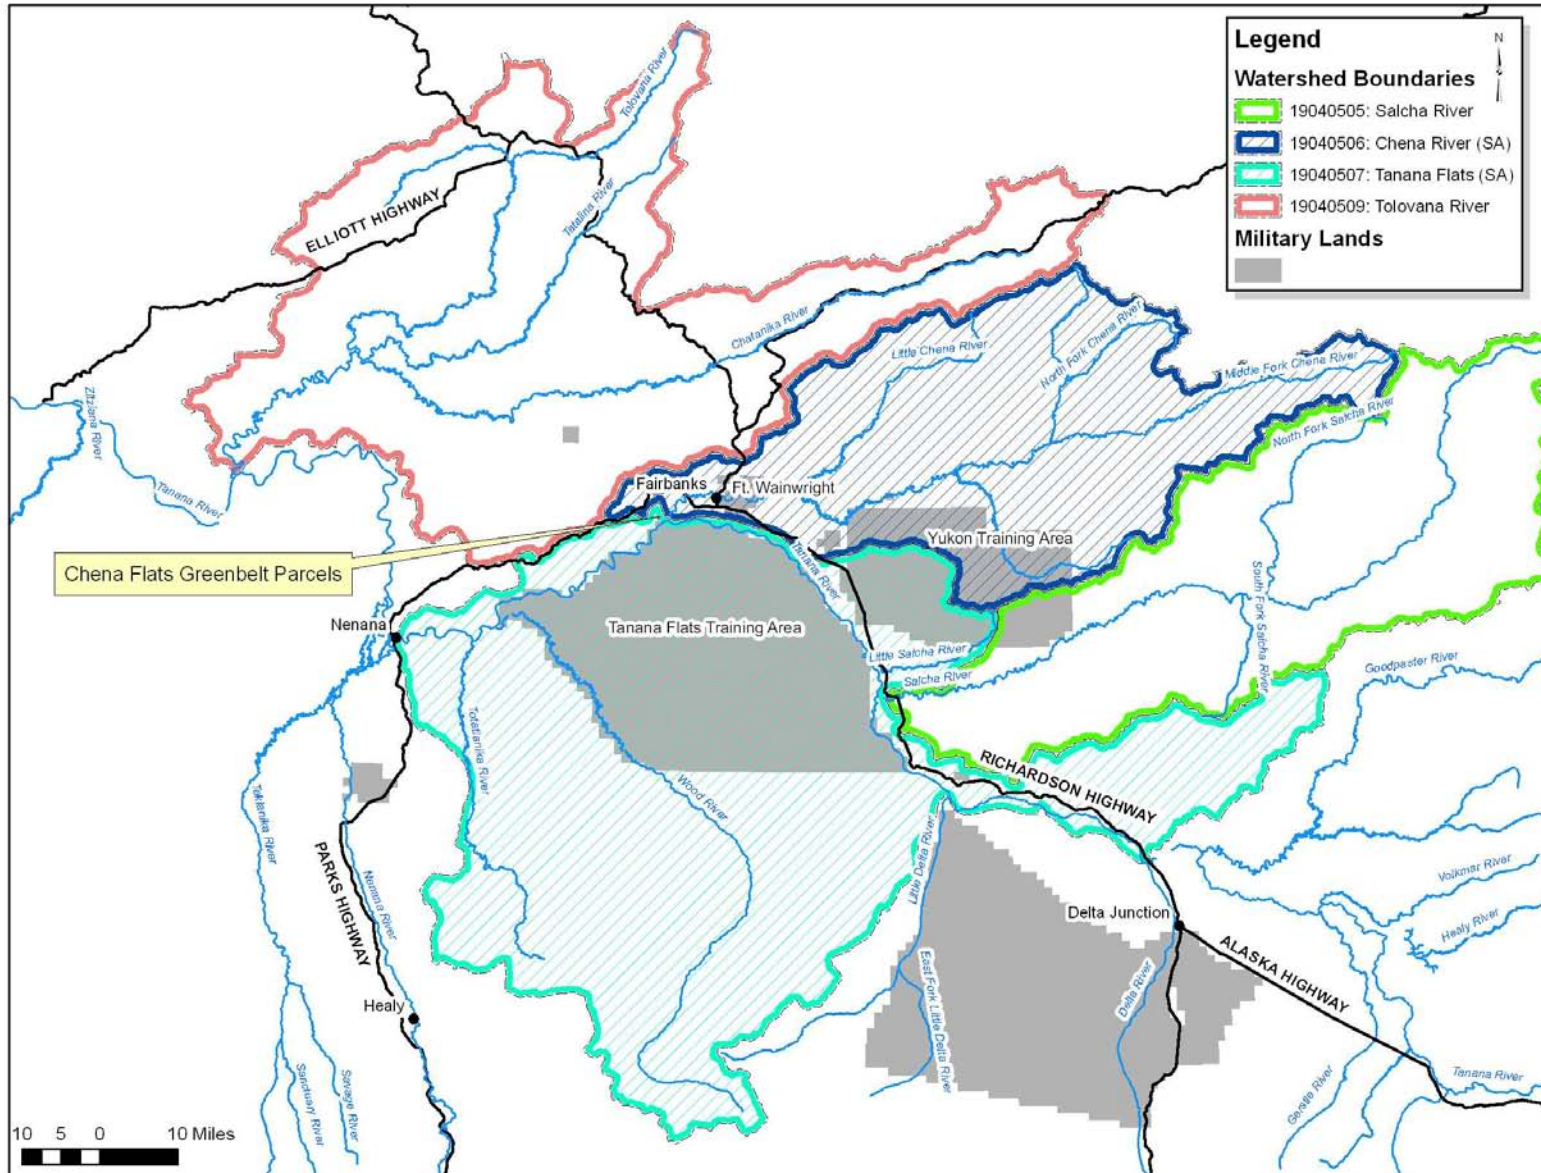 Legend
N
Watershed Boundaries
19040505: Salcha River
19040506: Chena River (SA)
19040507: Tanana Flats (SA)
19040509: Tolovana River
Military Lands
Tolovana River
ELLIOTT HIGHWAY
Tatalina River
Chatanika River
Little Chena River
North Fork Chena River
Middle Fork Chena River
North Fork Salcha River
Zitziana River
Tanana River
Fairbanks
Ft. Wainwright
Yukon Training Area
Chena Flats Greenbelt Parcels
Tanana River
South Fork Salcha River
Nenana
Tanana Flats Training Area
Little Salcha River
Salcha River
Goodpaster River
Totatlanika River
Wood River
RICHARDSON HIGHWAY
Teklanika River
PARKS HIGHWAY
Nenana River
Little Delta River
Volkmar River
Healy River
Delta Junction
ALASKA HIGHWAY
East Fork Little Delta River
Delta River
Healy
Sanctuary River
Savage River
Gerstle River
Tanana River
10 5 0 10 Miles